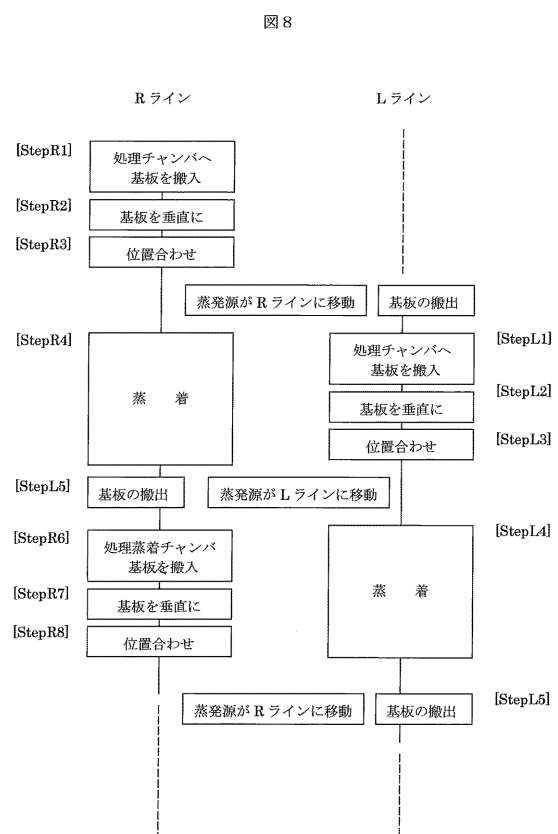 図8
Rライン
Lライン
[StepR1]
処理チャンバへ
基板を搬入
[StepR2]
基板を垂直に
[StepR3]
位置合わせ
蒸発源がRラインに移動
基板の搬出
[StepR4]
蒸 着
[StepL1]
処理チャンバへ
基板を搬入
[StepL2]
基板を垂直に
[StepL3]
位置合わせ
[StepL5]
基板の搬出
蒸発源がLラインに移動
[StepR6]
処理蒸着チャンバ
基板を搬入
[StepL4]
蒸 着
[StepR7]
基板を垂直に
[StepR8]
位置合わせ
蒸発源がRラインに移動
基板の搬出
[StepL5]